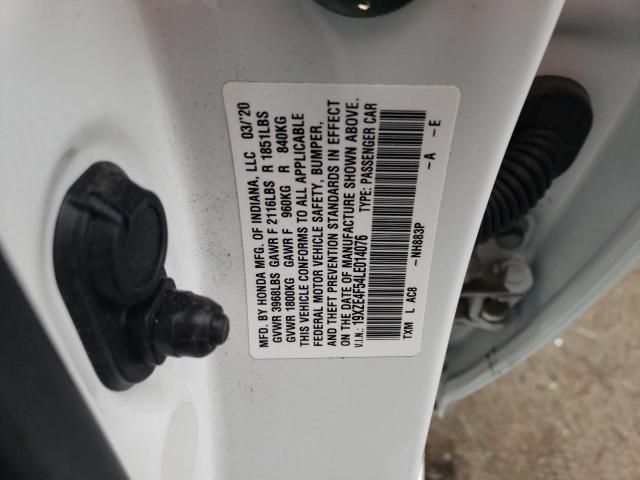 MFD. BY HONDA MFG. OF INDIANA, LLC 03/'20
GVWR 3968LBS GAWR F 2116LBS R 1851LBS
GVWR 1800KG GAWR F 960KG R 840KG
THIS VEHICLE CONFORMS TO ALL APPLICABLE
FEDERAL MOTOR VEHICLE SAFETY, BUMPER,
AND THEFT PREVENTION STANDARDS IN EFFECT
ON THE DATE OF MANUFACTURE SHOWN ABOVE.
V.I.N.: 19XZE4F54LE014076 TYPE: PASSENGER CAR
TXM L AC8 -NH883P -A -E